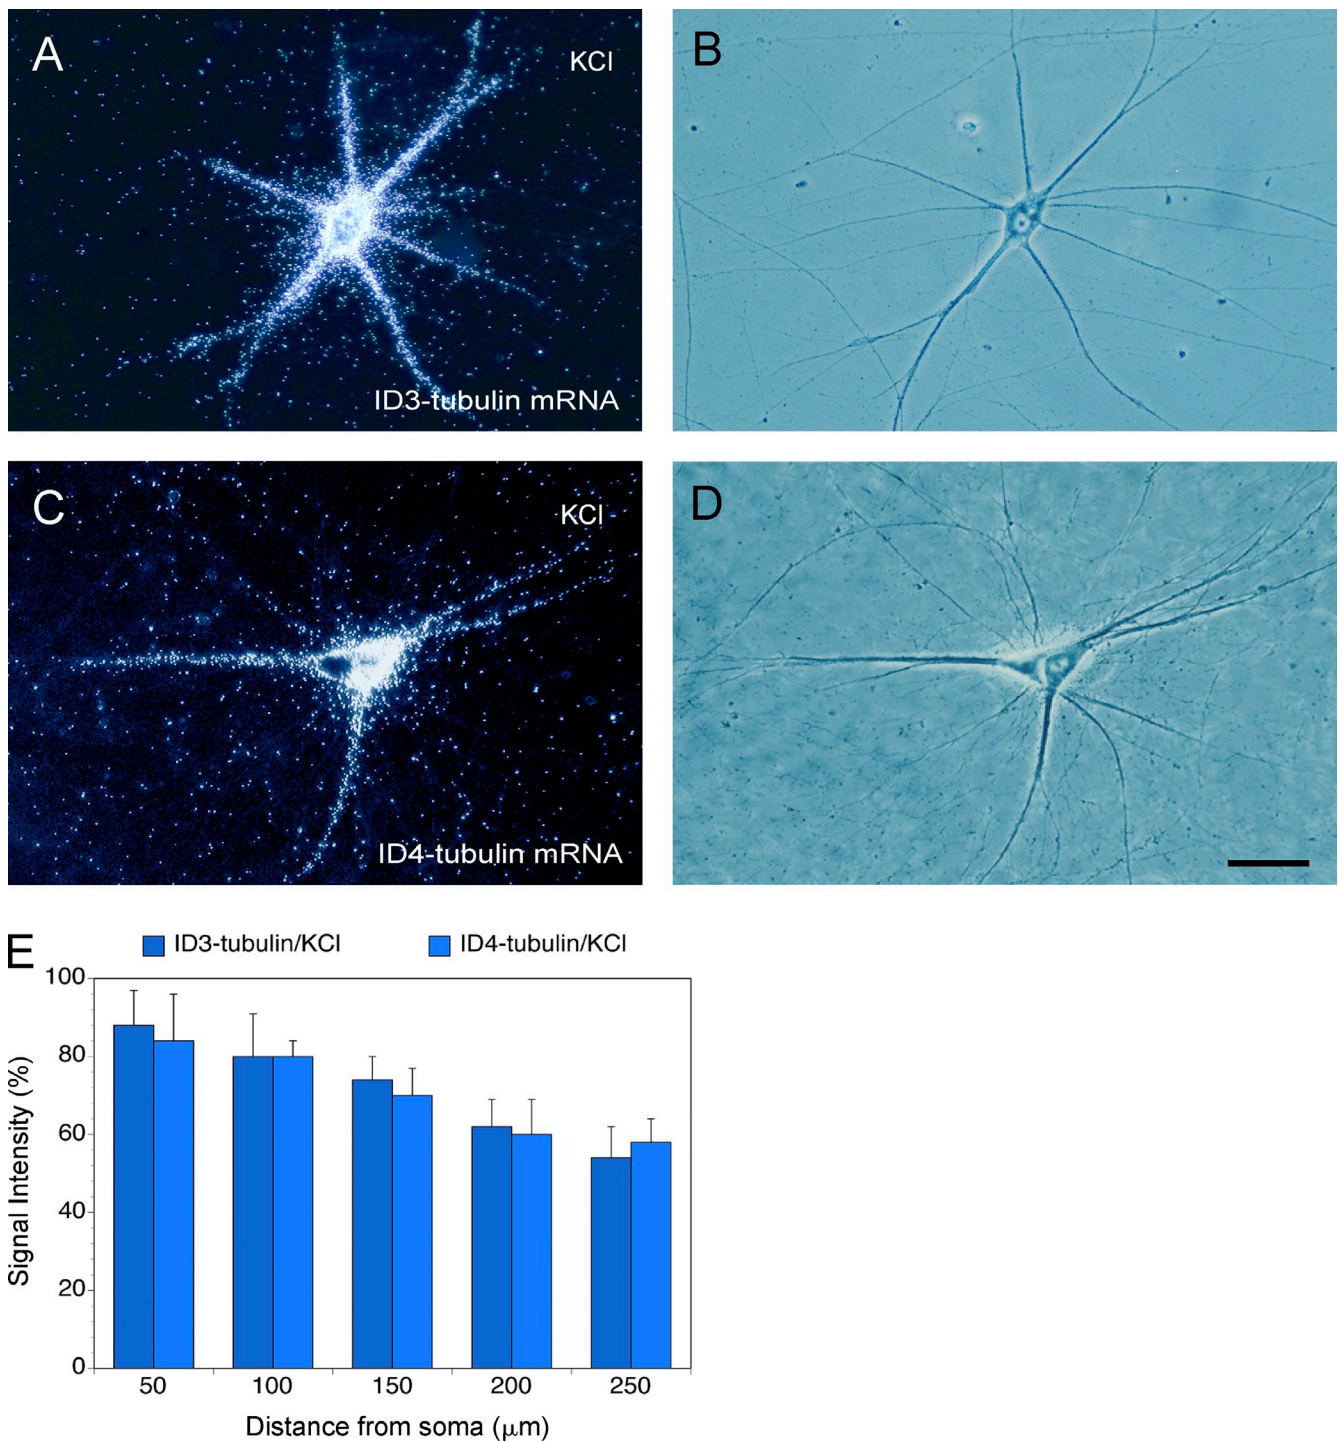 A
KCl
B
ID3-tubulin mRNA
C
KCl
D
ID4-tubulin mRNA
E
ID3-tubulin/KCl
ID4-tubulin/KCl
100
80
60
40
20
0
Signal Intensity (%)
50 100 150 200 250
Distance from soma (μm)